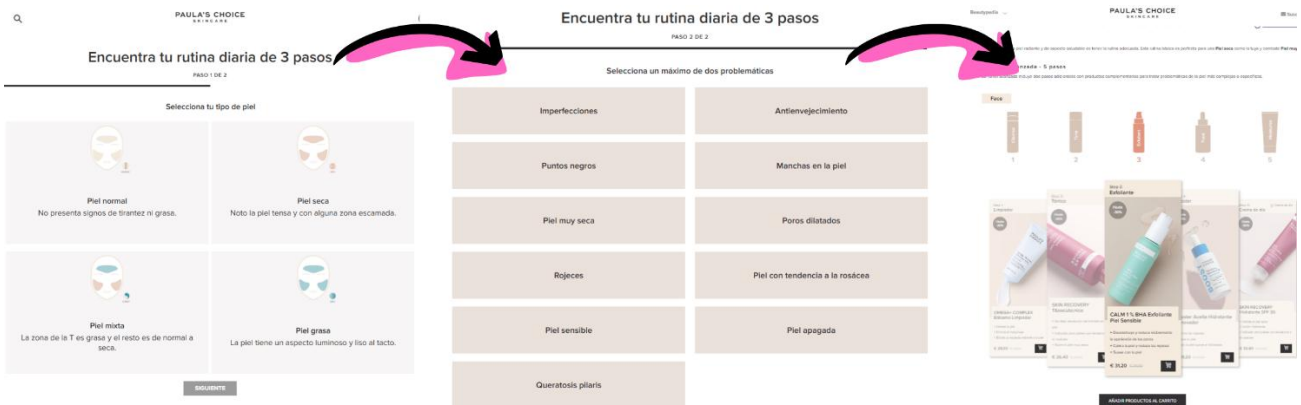 PAULA'S CHOICE
SKINCARE
Encuentra tu rutina diaria de 3 pasos
PASO 1 DE 2
Selecciona tu tipo de piel
Piel normal
No presenta signos de tirantez ni grasa.
Piel seca
Noto la piel tensa y con alguna zona escamada.
Piel mixta
La zona de la T es grasa y el resto es de normal a
seca.
Piel grasa
La piel tiene un aspecto luminoso y liso al tacto.
SIGUIENTE
Encuentra tu rutina diaria de 3 pasos
PASO 2 DE 2
Selecciona un máximo de dos problemáticas
Imperfecciones
Antienvejecimiento
Puntos negros
Manchas en la piel
Piel muy seca
Poros dilatados
Rojeces
Piel con tendencia a la rosácea
Piel sensible
Piel apagada
Queratosis pilaris
Beautypedia
PAULA'S CHOICE
SKINCARE
5 pasos
Face
1
2
3
4
5
Exfoliante
CALM 1% BHA Exfoliante
Piel Sensible
€ 31,20
AÑADIR PRODUCTOS AL CARRITO